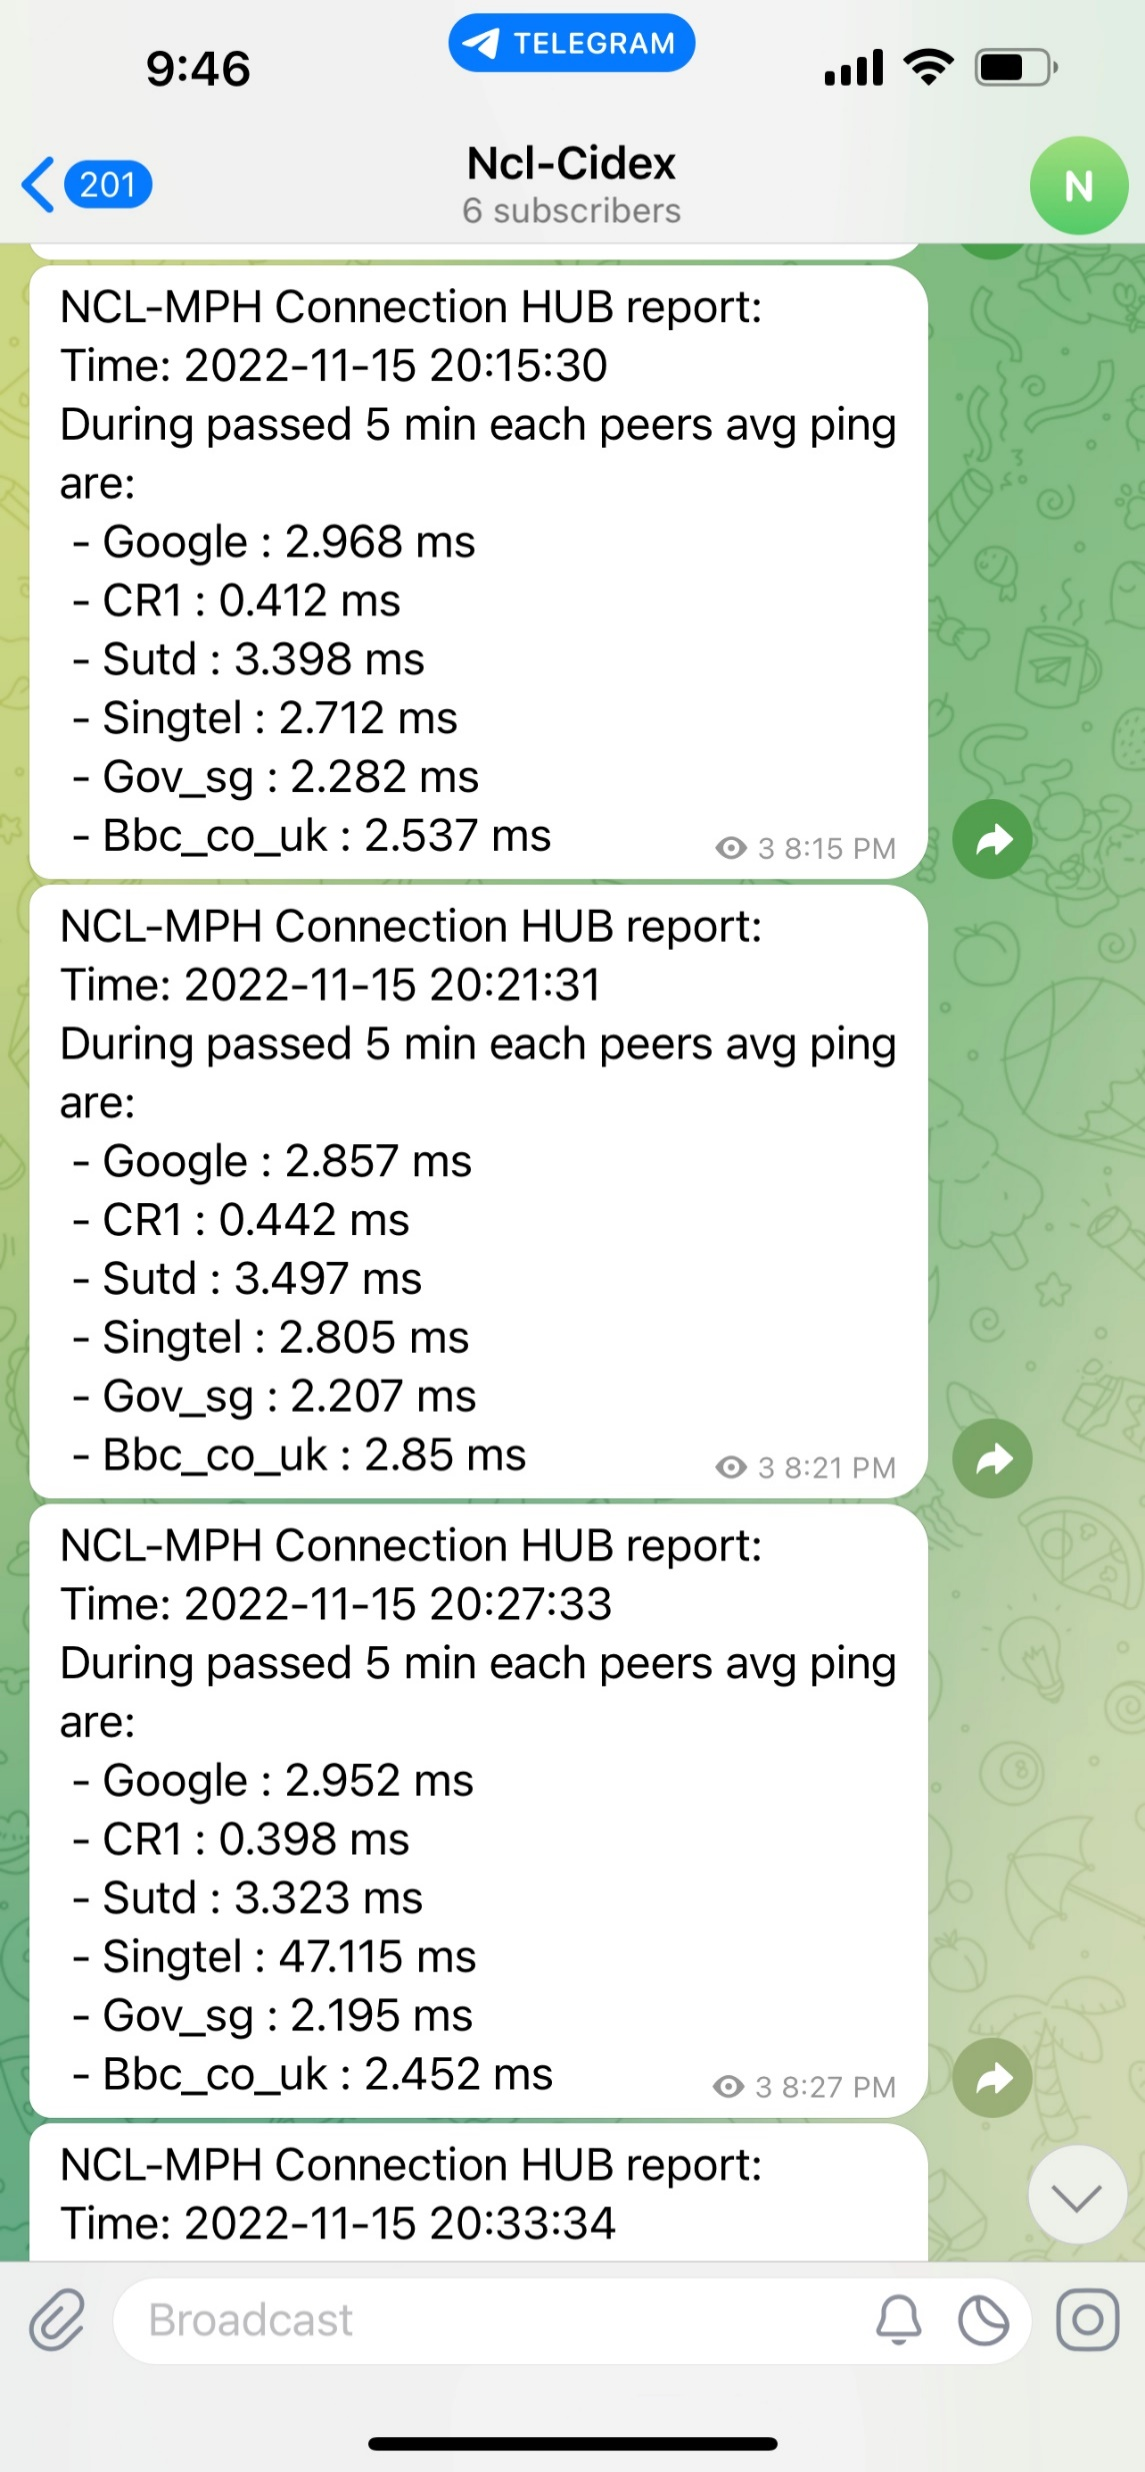 9:46
TELEGRAM
201
Ncl-Cidex
6 subscribers
N
NCL-MPH Connection HUB report:
Time: 2022-11-15 20:15:30
During passed 5 min each peers avg ping
are:
- Google : 2.968 ms
- CR1 : 0.412 ms
- Sutd : 3.398 ms
- Singtel : 2.712 ms
- Gov_sg : 2.282 ms
- Bbc_co_uk : 2.537 ms
3 8:15 PM
NCL-MPH Connection HUB report:
Time: 2022-11-15 20:21:31
During passed 5 min each peers avg ping
are:
- Google : 2.857 ms
- CR1 : 0.442 ms
- Sutd : 3.497 ms
- Singtel : 2.805 ms
- Gov_sg : 2.207 ms
- Bbc_co_uk : 2.85 ms
3 8:21 PM
NCL-MPH Connection HUB report:
Time: 2022-11-15 20:27:33
During passed 5 min each peers avg ping
are:
- Google : 2.952 ms
- CR1 : 0.398 ms
- Sutd : 3.323 ms
- Singtel : 47.115 ms
- Gov_sg : 2.195 ms
- Bbc_co_uk : 2.452 ms
3 8:27 PM
NCL-MPH Connection HUB report:
Time: 2022-11-15 20:33:34
Broadcast